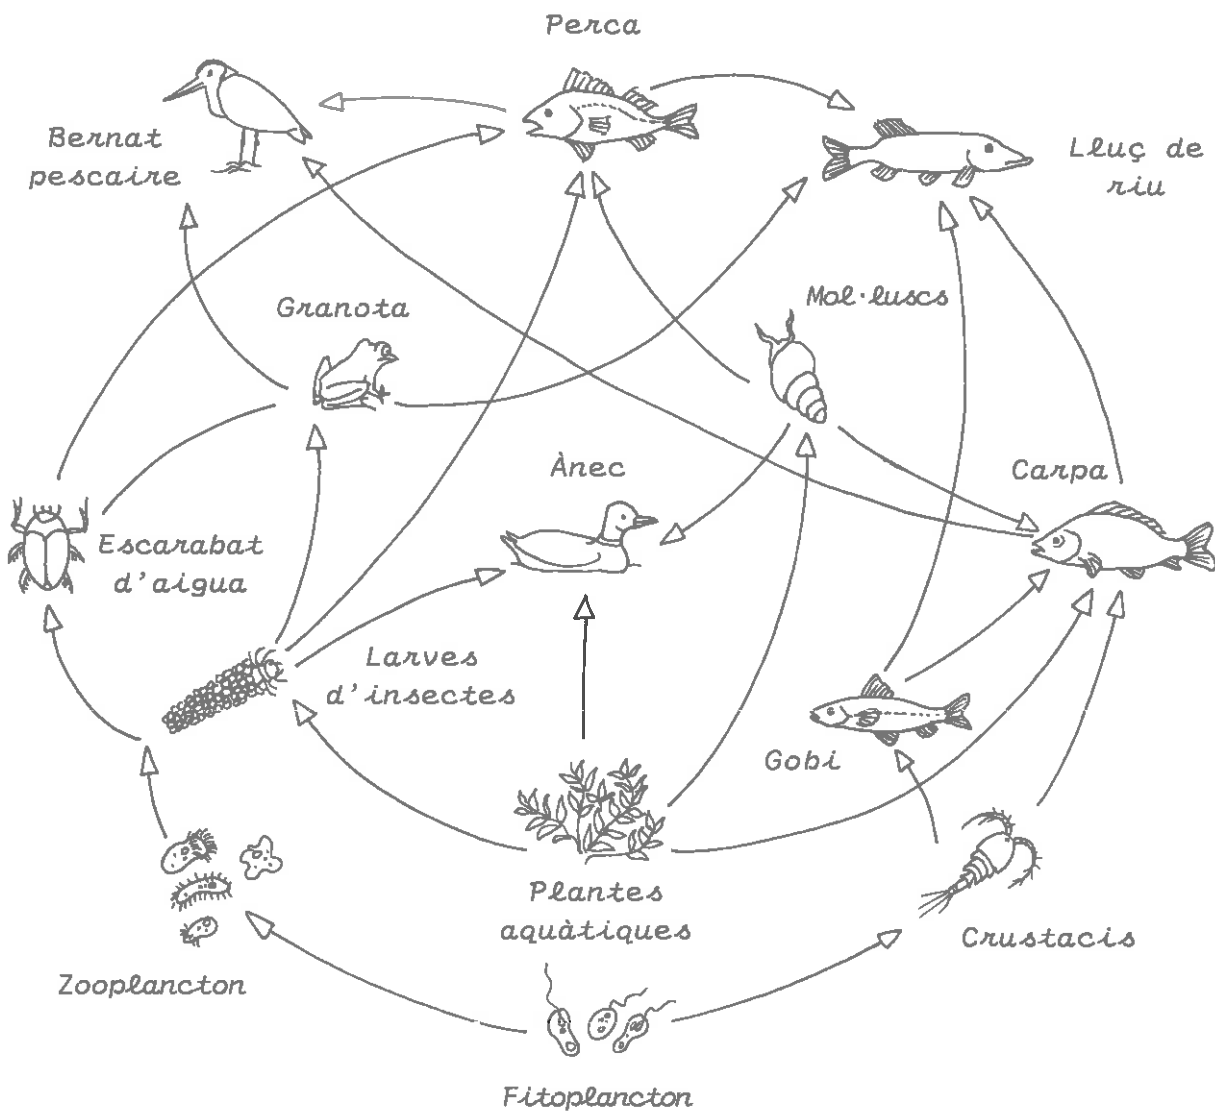 Perca
Bernat
pescaire
Lluç de
riu
Granota
Mol·luscs
Ànec
Carpa
Escarabat
d'aigua
Larves
d'insectes
Gobi
Plantes
aquàtiques
Crustacis
Zooplancton
Fitoplancton